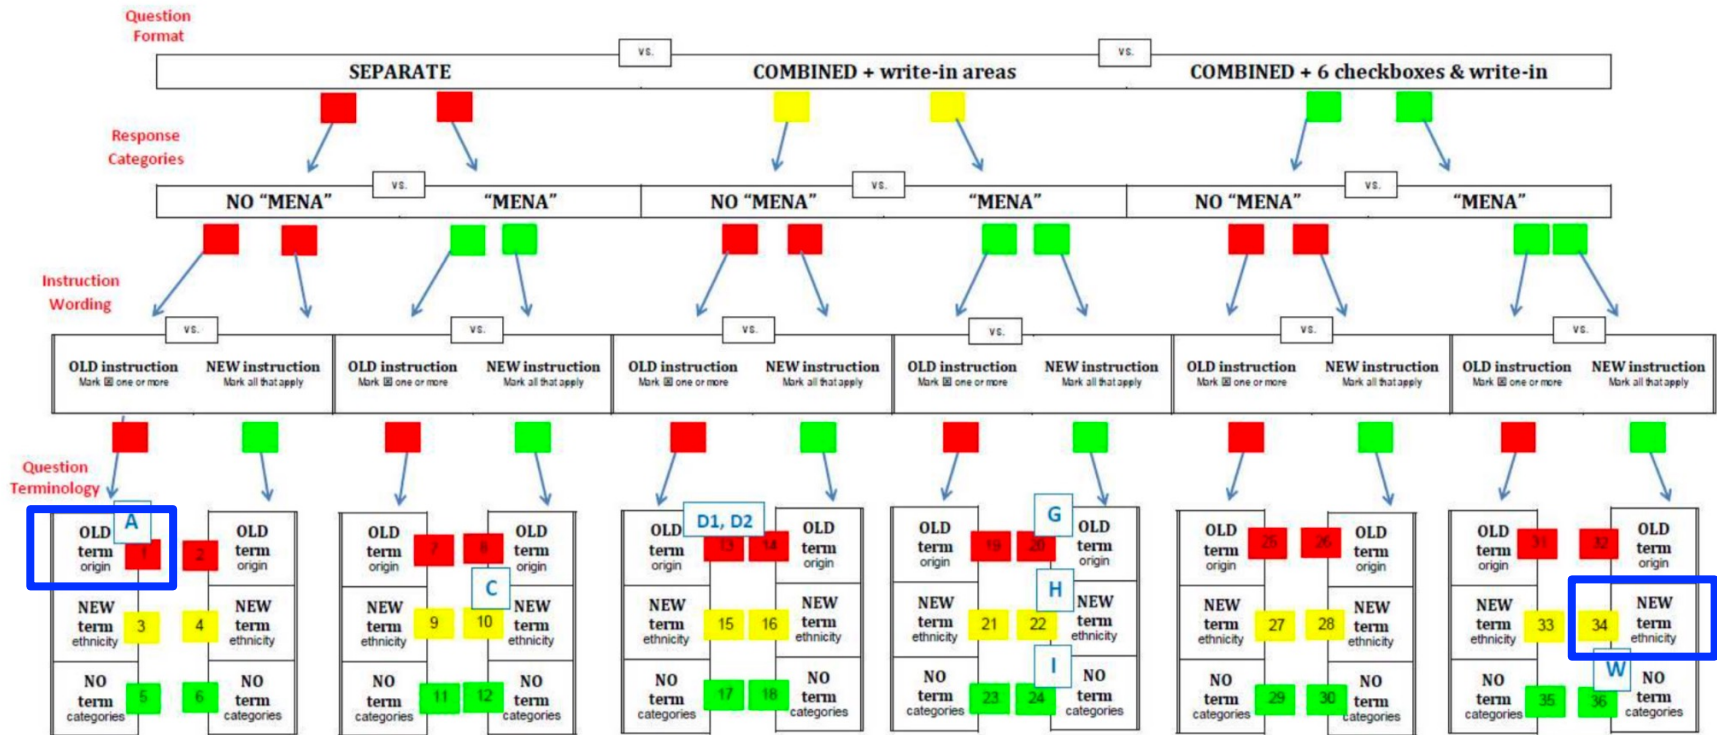 Question
Format
vs.
vs.
SEPARATE
COMBINED + write-in areas
COMBINED + 6 checkboxes & write-in
Response
Categories
vs.
vs.
vs.
NO “MENA”
“MENA”
NO “MENA”
“MENA”
NO “MENA”
“MENA”
Instruction
Wording
vs.
vs.
vs.
vs.
vs.
vs.
OLD instruction
Mark ☒ one or more
NEW instruction
Mark all that apply
OLD instruction
Mark ☒ one or more
NEW instruction
Mark all that apply
OLD instruction
Mark ☒ one or more
NEW instruction
Mark all that apply
OLD instruction
Mark ☒ one or more
NEW instruction
Mark all that apply
OLD instruction
Mark ☒ one or more
NEW instruction
Mark all that apply
OLD instruction
Mark ☒ one or more
NEW instruction
Mark all that apply
Question
Terminology
A
OLD
term
origin
1
2
OLD
term
origin
NEW
term
ethnicity
3
4
NEW
term
ethnicity
NO
term
categories
5
6
NO
term
categories
OLD
term
origin
7
8
OLD
term
origin
C
NEW
term
ethnicity
9
10
NEW
term
ethnicity
NO
term
categories
11
12
NO
term
categories
D1, D2
OLD
term
origin
13
14
OLD
term
origin
NEW
term
ethnicity
15
16
NEW
term
ethnicity
NO
term
categories
17
18
NO
term
categories
G
OLD
term
origin
19
20
OLD
term
origin
H
NEW
term
ethnicity
21
22
NEW
term
ethnicity
I
NO
term
categories
23
24
NO
term
categories
OLD
term
origin
25
26
OLD
term
origin
NEW
term
ethnicity
27
28
NEW
term
ethnicity
NO
term
categories
29
30
NO
term
categories
OLD
term
origin
31
32
OLD
term
origin
NEW
term
ethnicity
33
34
NEW
term
ethnicity
W
NO
term
categories
35
36
NO
term
categories